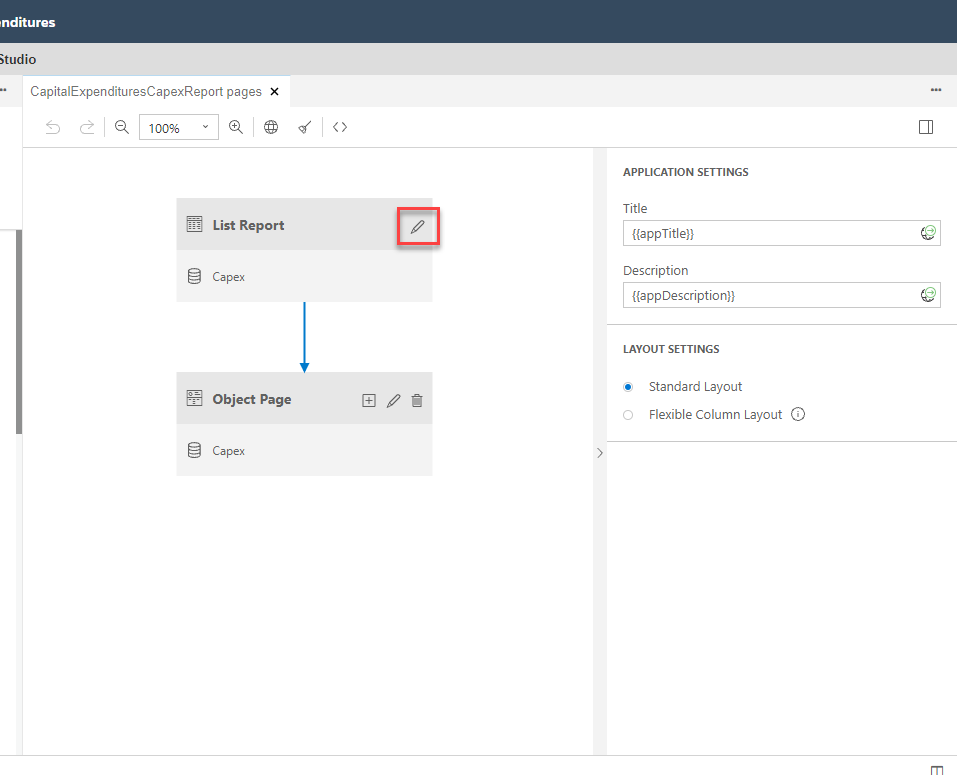 enditures
Studio
CapitalExpendituresCapexReport pages
100%
List Report
Capex
Object Page
Capex
APPLICATION SETTINGS
Title
{{appTitle}}
Description
{{appDescription}}
LAYOUT SETTINGS
Standard Layout
Flexible Column Layout